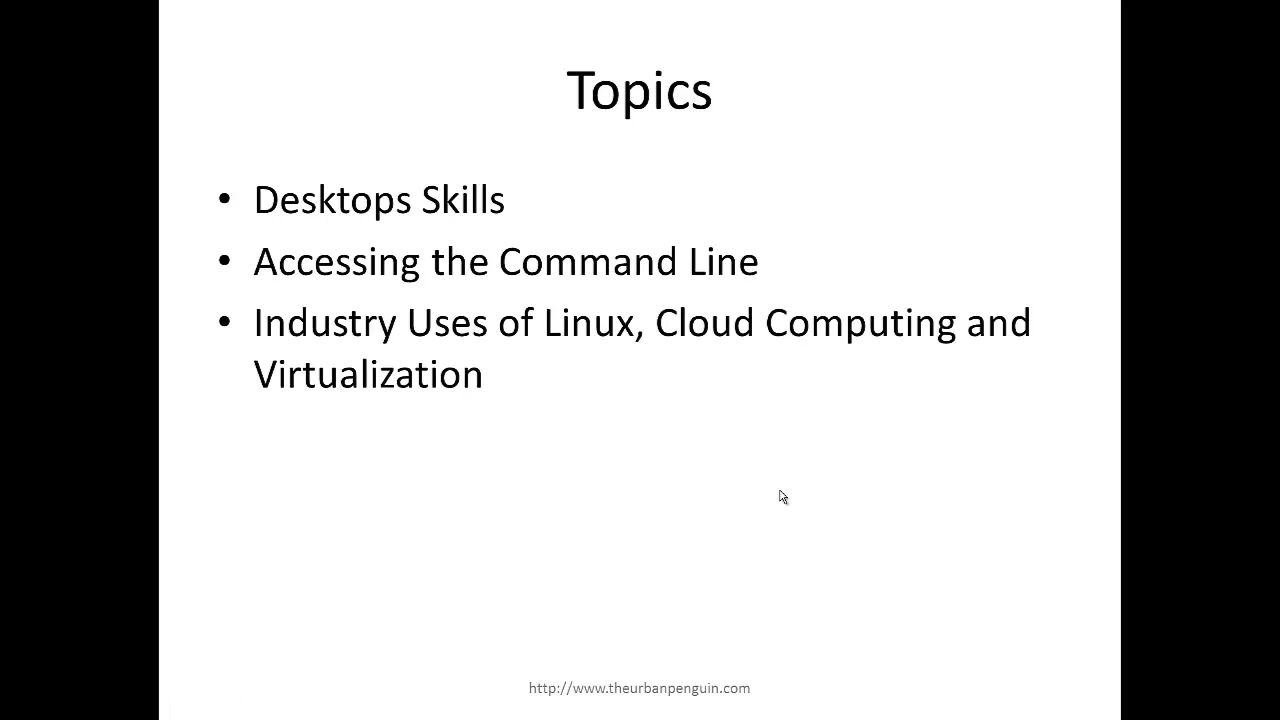 Topics
• Desktops Skills
• Accessing the Command Line
• Industry Uses of Linux, Cloud Computing and
Virtualization
http://www.theurbanpenguin.com